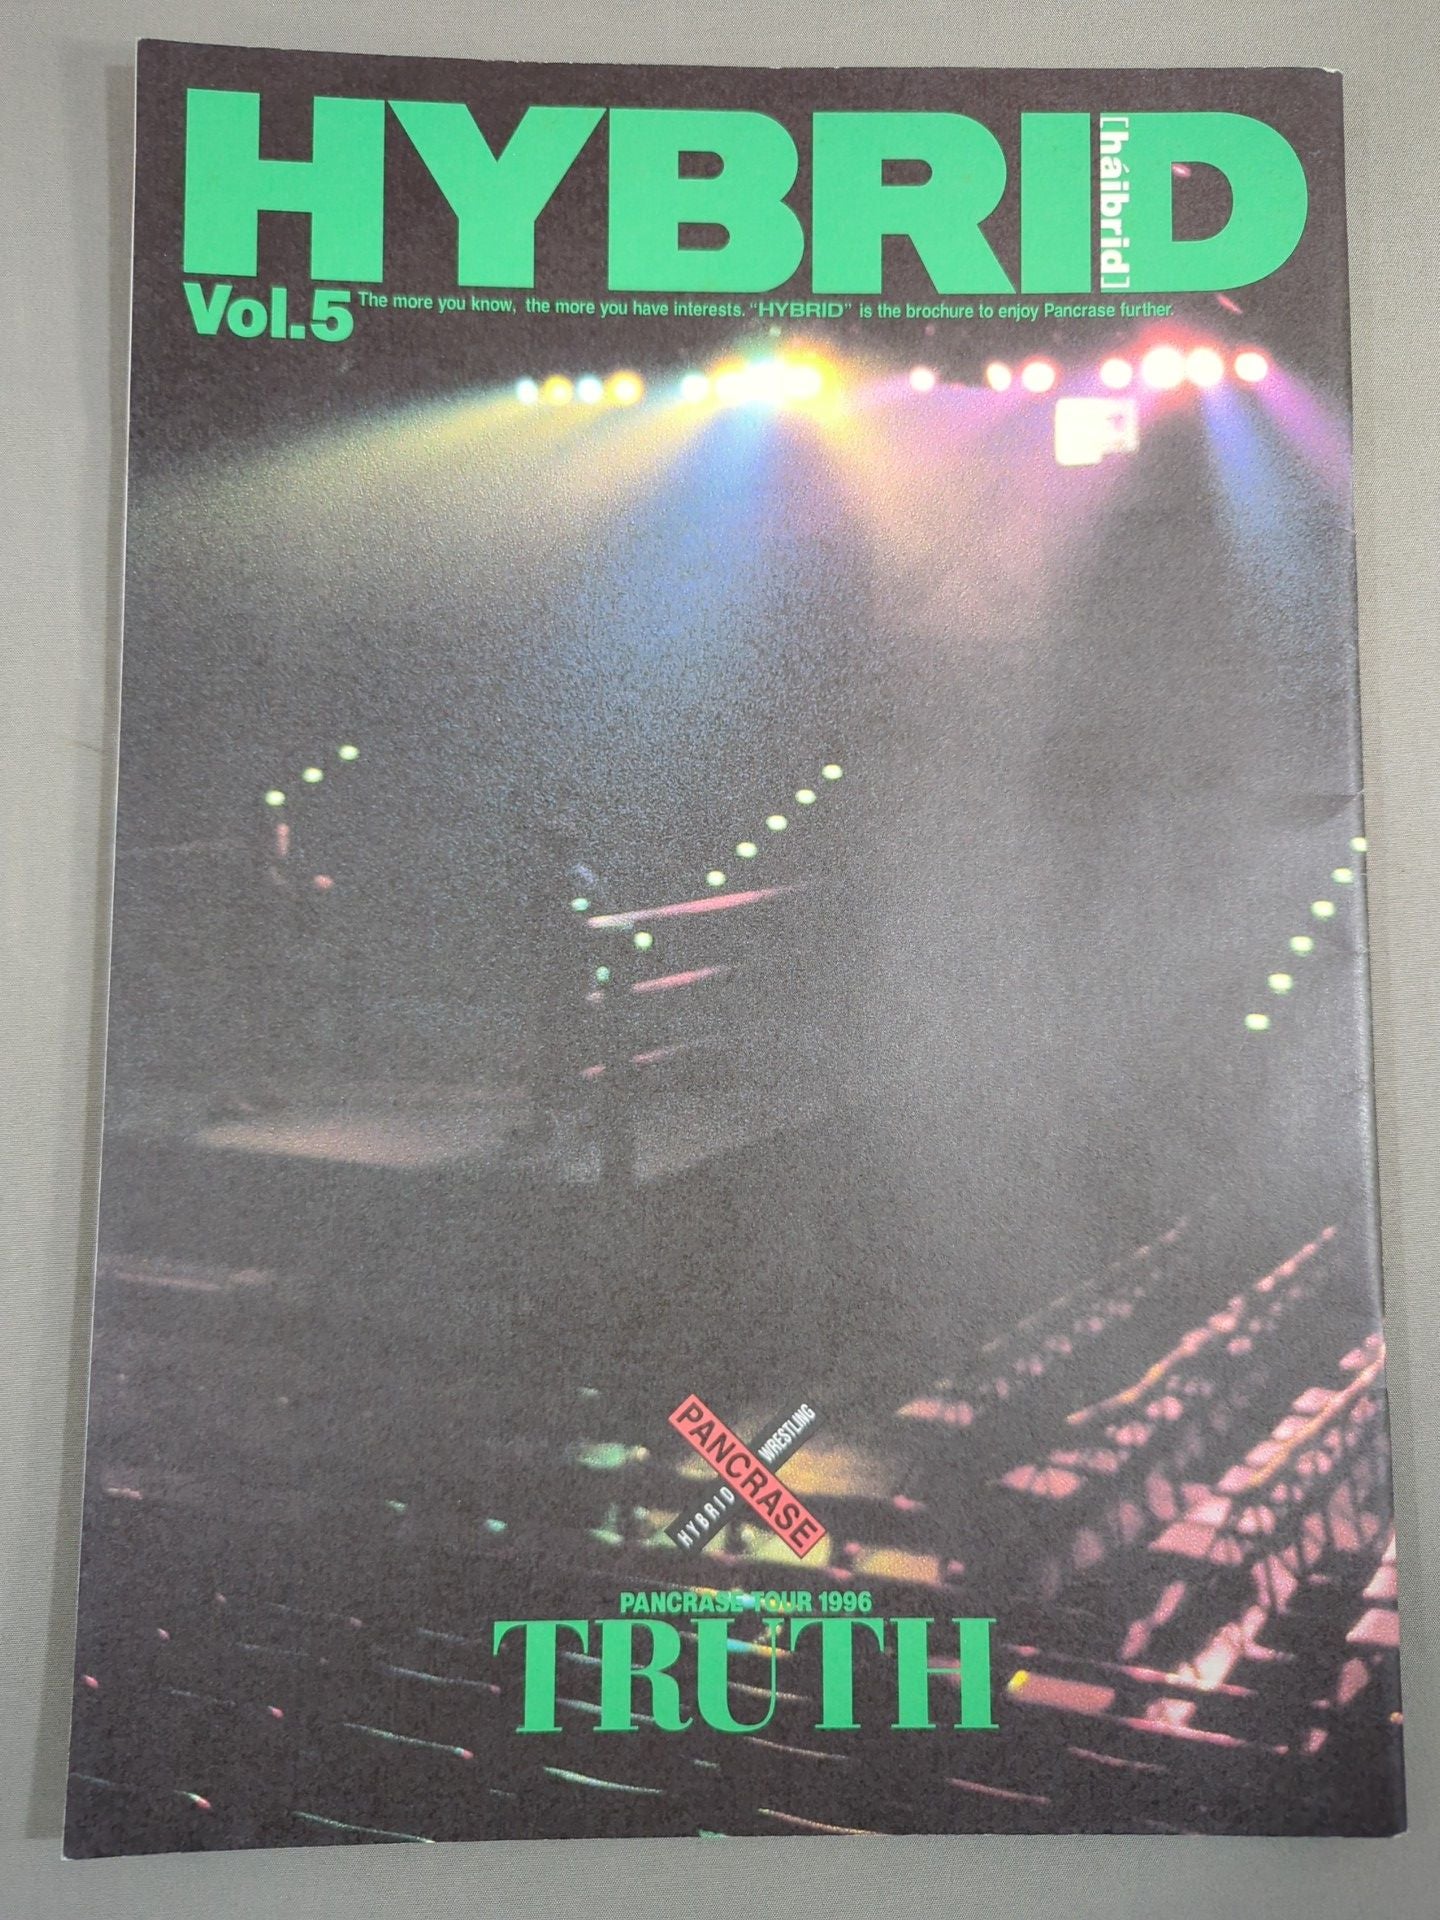 HYBRID
[háibrid]
Vol.5
The more you know, the more you have interests. "HYBRID" is the brochure to enjoy Pancrase further.
PANCRASE
HYBRID WRESTLING
PANCRASE TOUR 1996
TRUTH